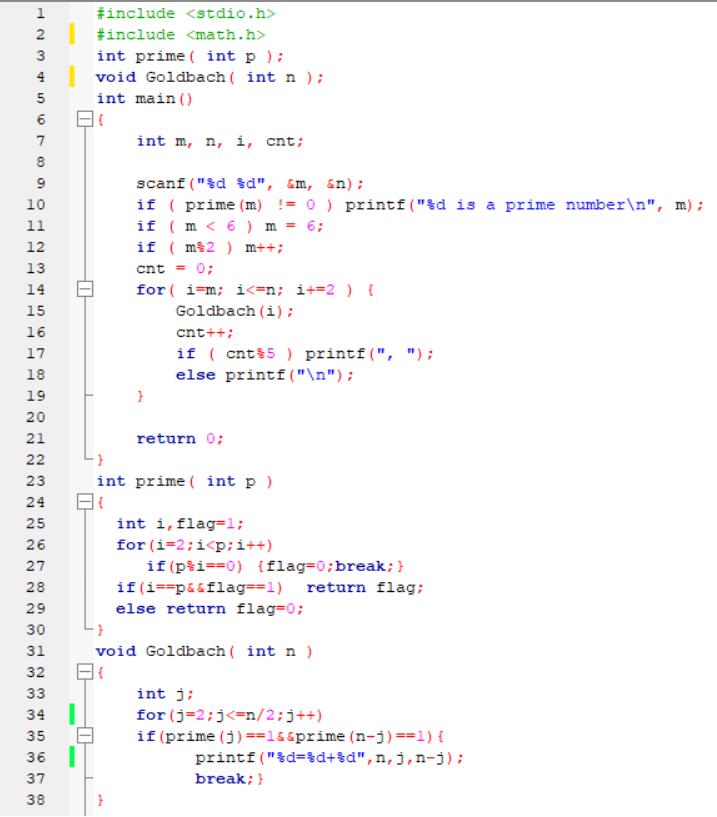 1 #include <stdio.h>
2 #include <math.h>
3 int prime( int p );
4 void Goldbach( int n );
5 int main()
6 {
7 int m, n, i, cnt;
8
9 scanf("%d %d", &m, &n);
10 if ( prime(m) != 0 ) printf("%d is a prime number\n", m);
11 if ( m < 6 ) m = 6;
12 if ( m%2 ) m++;
13 cnt = 0;
14 for( i=m; i<=n; i+=2 ) {
15 Goldbach(i);
16 cnt++;
17 if ( cnt%5 ) printf(", ");
18 else printf("\n");
19 }
20
21 return 0;
22 }
23 int prime( int p )
24 {
25 int i,flag=1;
26 for(i=2;i<p;i++)
27 if(p%i==0) {flag=0;break;}
28 if(i==p&&flag==1) return flag;
29 else return flag=0;
30 }
31 void Goldbach( int n )
32 {
33 int j;
34 for(j=2;j<=n/2;j++)
35 if(prime(j)==1&&prime(n-j)==1){
36 printf("%d=%d+%d",n,j,n-j);
37 break;}
38 }